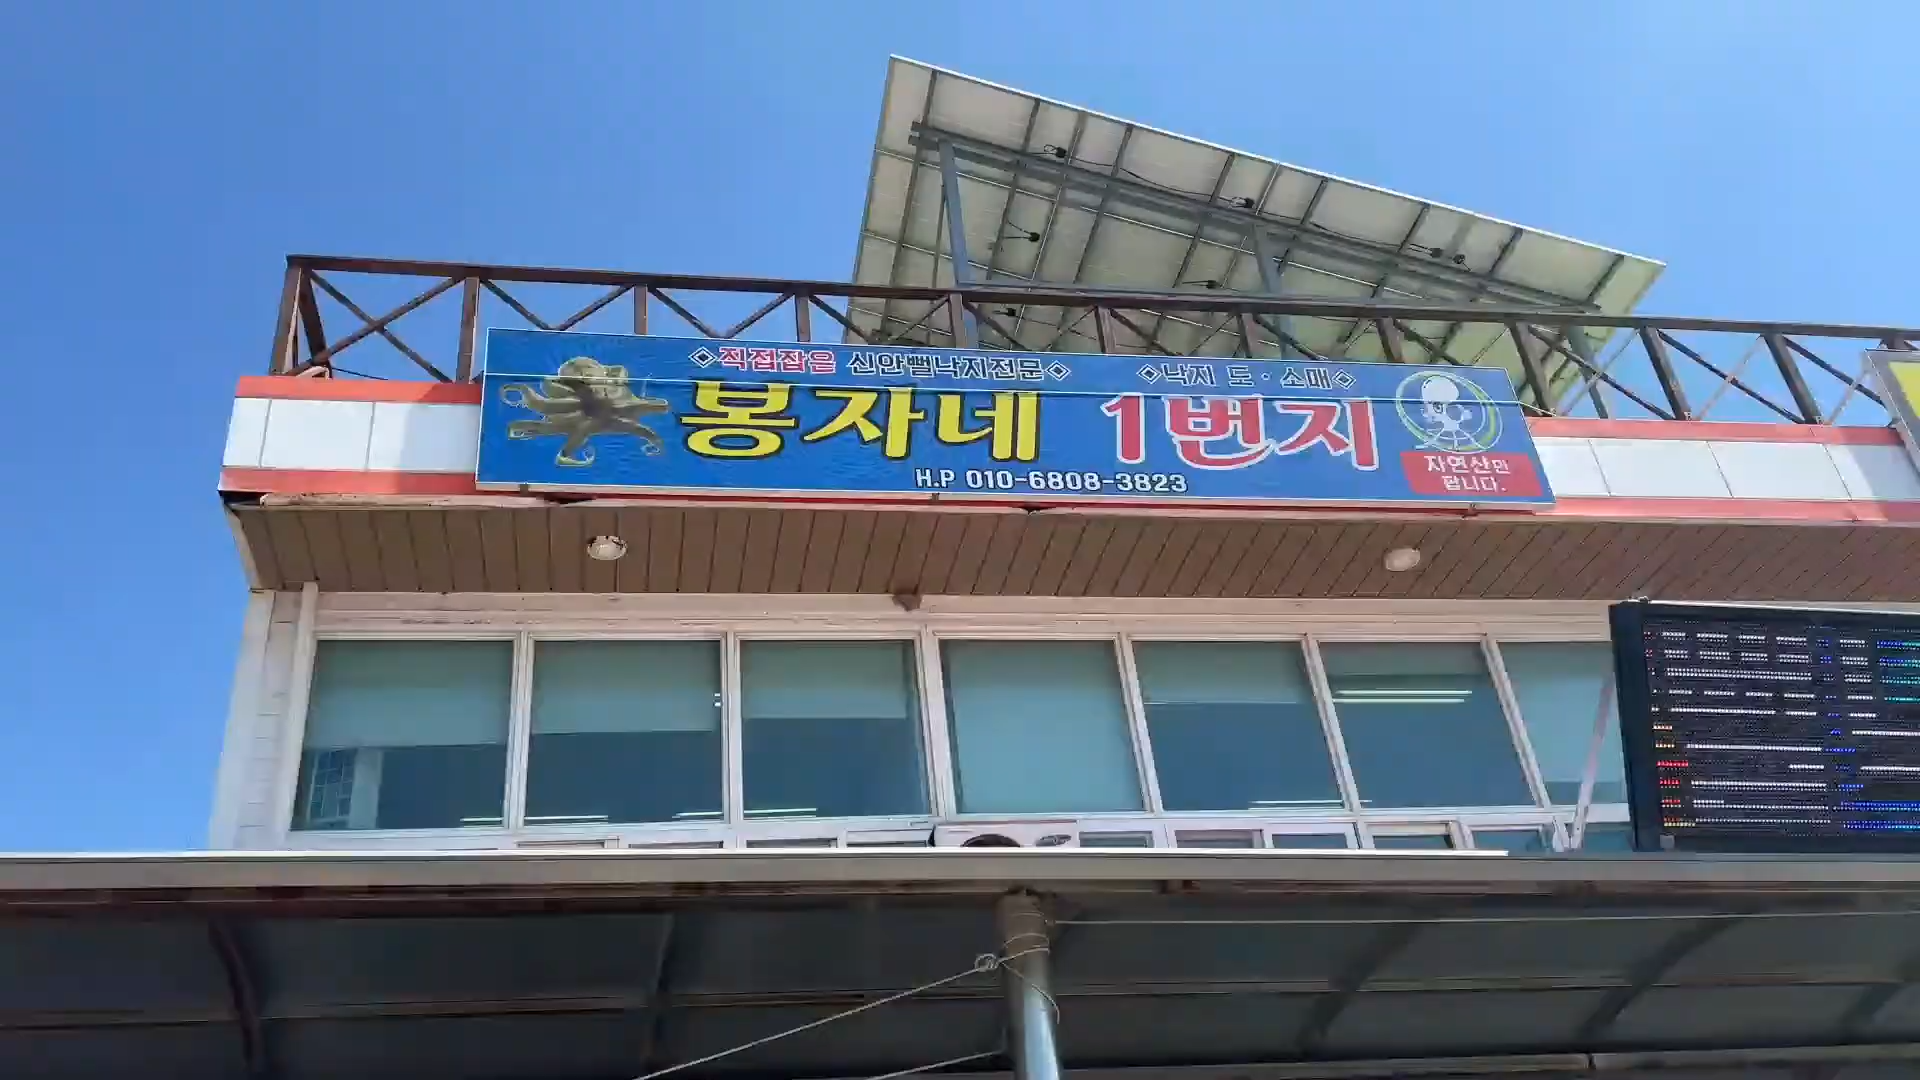 ◇직접잡은 신안뻘낙지전문◇ ◇낙지 도·소매◇
봉자네 1번지
H.P 010-6808-3823
자연산만
팝니다.